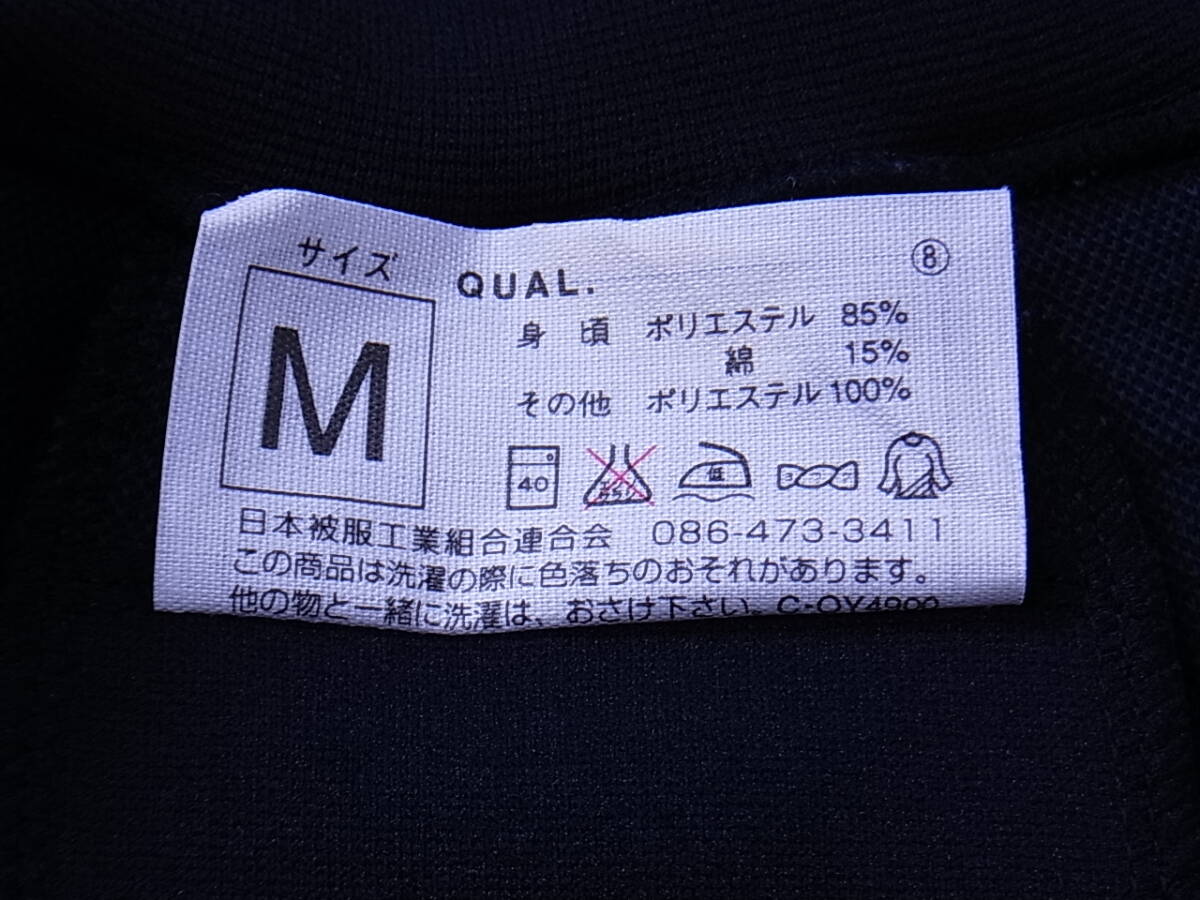 サイズ
M
QUAL.
⑧
身頃 ポリエステル 85%
綿 15%
その他 ポリエステル 100%
40
低
日本被服工業組合連合会 086-473-3411
この商品は洗濯の際に色落ちのおそれがあります。
他の物と一緒に洗濯は、おさけ下さい。